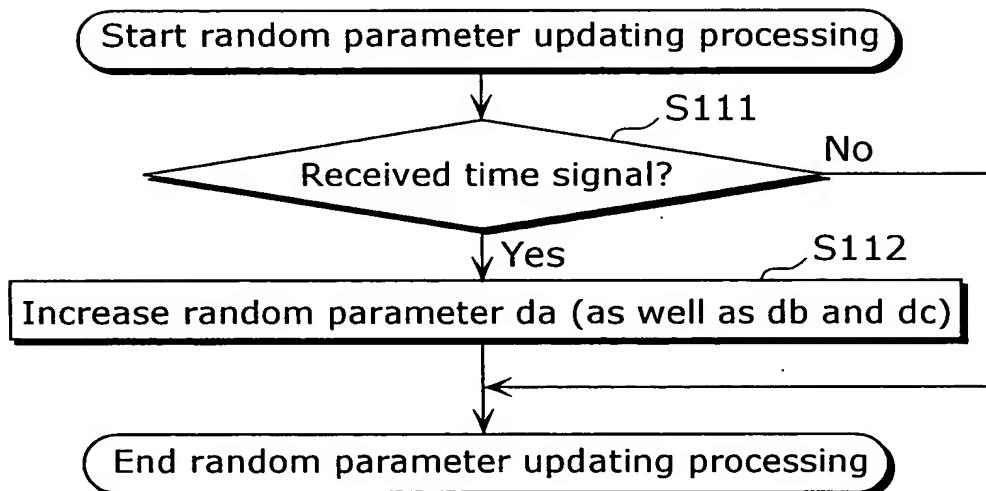 Start random parameter updating processing
S111
Received time signal?
No
Yes
S112
Increase random parameter da (as well as db and dc)
End random parameter updating processing